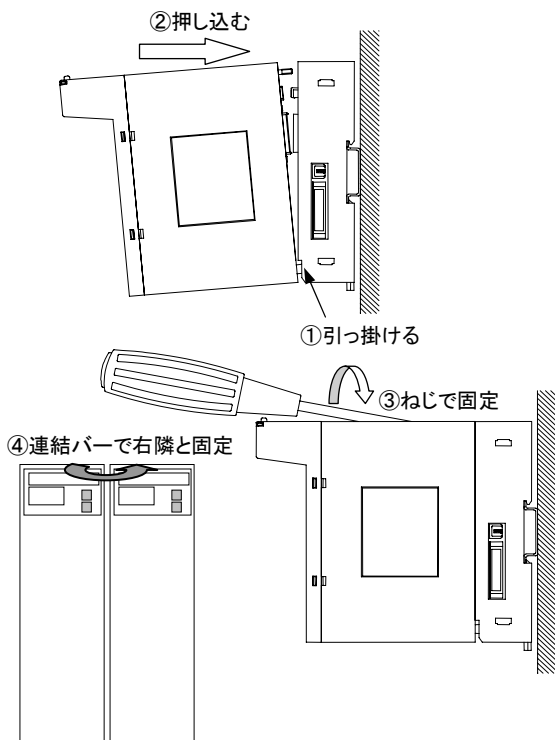 ②押し込む
①引っ掛ける
③ねじで固定
④連結バーで右隣と固定